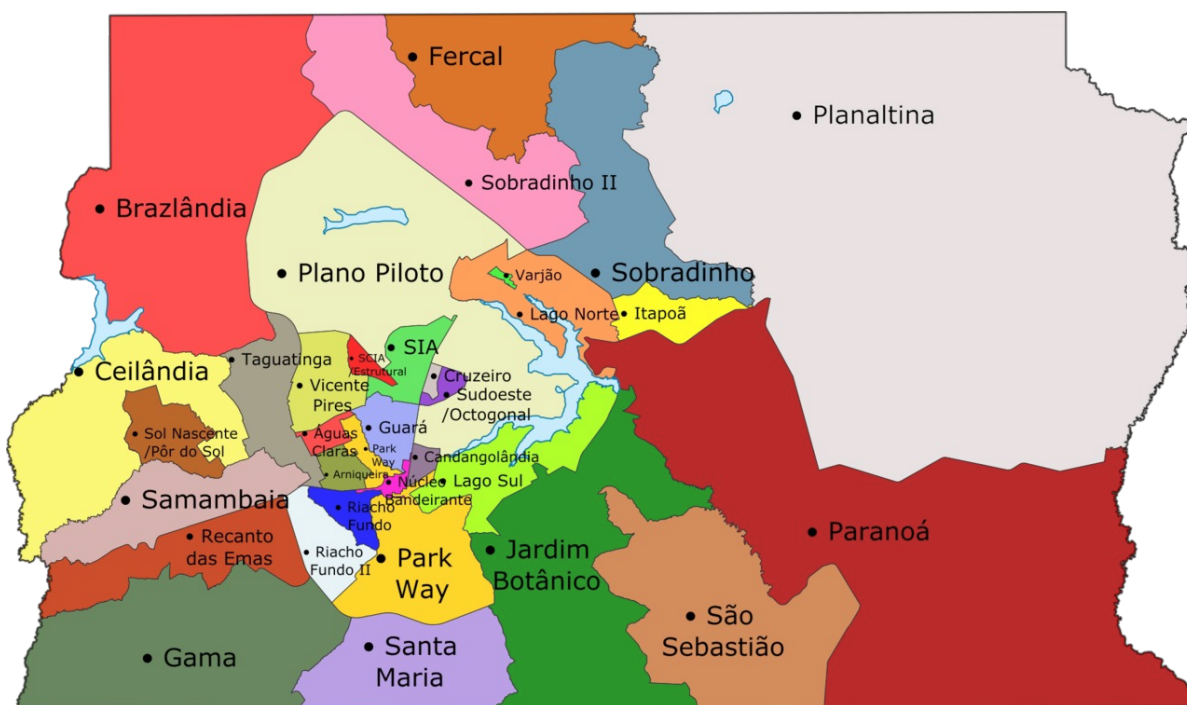 Fercal
Planaltina
Sobradinho II
Brazlândia
Plano Piloto
Varjão
Sobradinho
Lago Norte
Itapoã
Taguatinga
SIA
SCIA
/Estrutural
Ceilândia
Vicente
Pires
Cruzeiro
Sudoeste
/Octogonal
Sol Nascente
/Pôr do Sol
Águas
Claras
Guará
Park
Way
Candangolândia
Arniqueira
Núcleo
Bandeirante
Lago Sul
Samambaia
Riacho
Fundo
Recanto
das Emas
Riacho
Fundo II
Park
Way
Jardim
Botânico
Paranoá
São
Sebastião
Gama
Santa
Maria